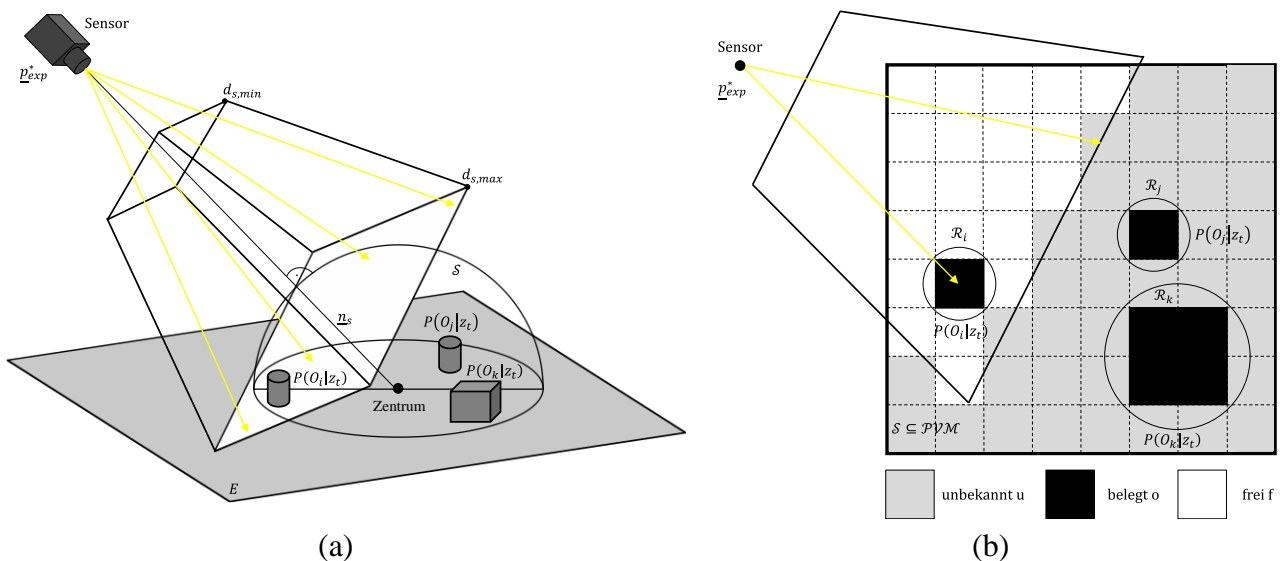 Sensor
p*exp
ds,min
ds,max
S
ns
P(Oj|zt)
P(Oi|zt)
P(Ok|zt)
Zentrum
E
(a)
Sensor
p*exp
Rj
P(Oj|zt)
Ri
P(Oi|zt)
Rk
P(Ok|zt)
S ⊆ PVM
unbekannt u
belegt o
frei f
(b)